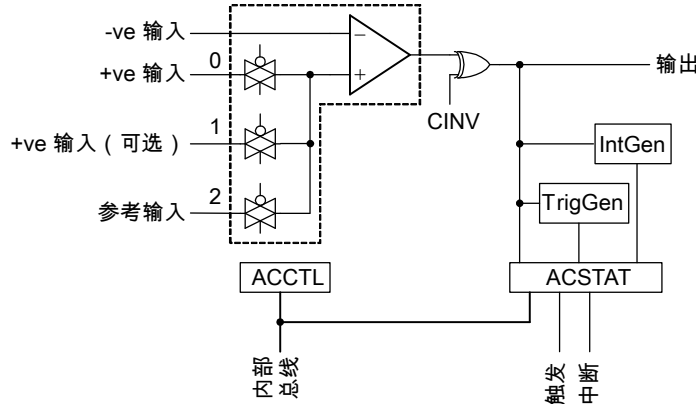 -ve 输入
+ve 输入
0
−
+
输出
CINV
+ve 输入（可选）
1
IntGen
参考输入
2
TrigGen
ACCTL
ACSTAT
内部
总线
触发
中断